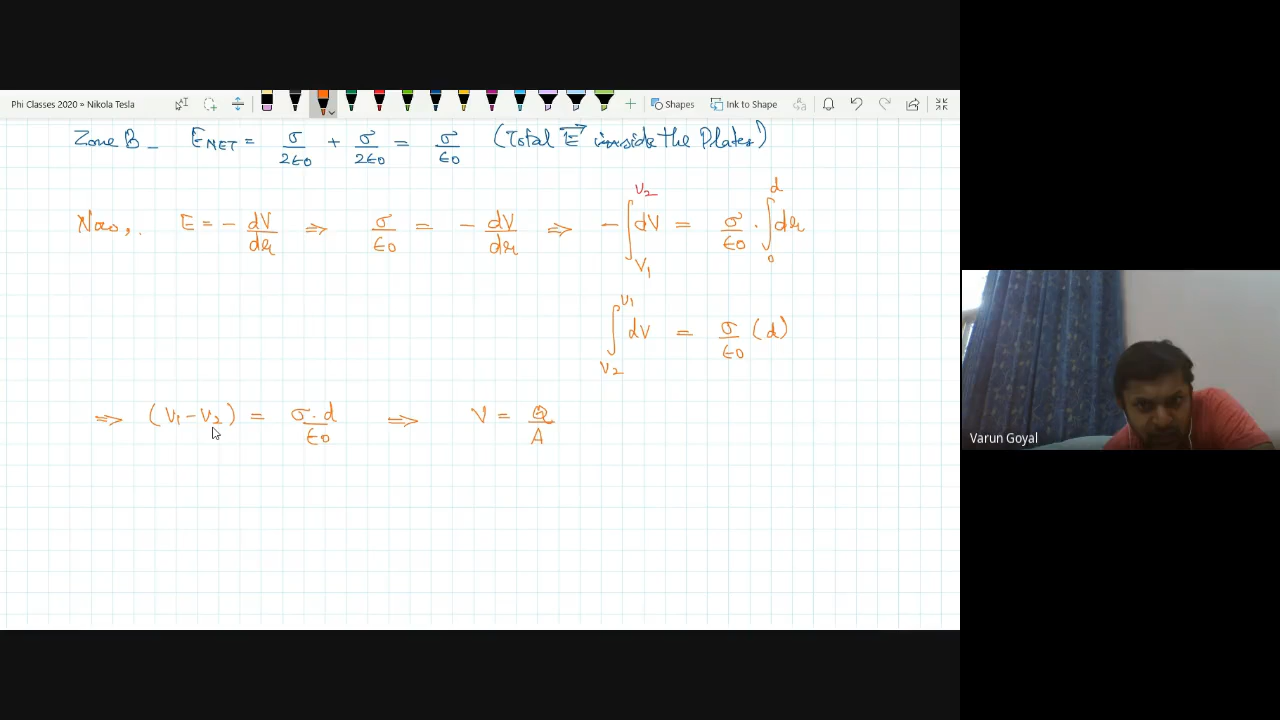 Phi Classes 2020 » Nikola Tesla
Shapes
Ink to Shape
Zone B - E_NET = σ/2ε0 + σ/2ε0 = σ/ε0 (Total E⃗ inside the Plates)
Now, E = - dV/dr ⇒ σ/ε0 = - dV/dr ⇒ - ∫_{V1}^{V2} dV = σ/ε0 · ∫_0^d dr
∫_{V2}^{V1} dV = σ/ε0 (d)
⇒ (V1 - V2) = σ·d/ε0 ⇒ V = Q/A
Varun Goyal